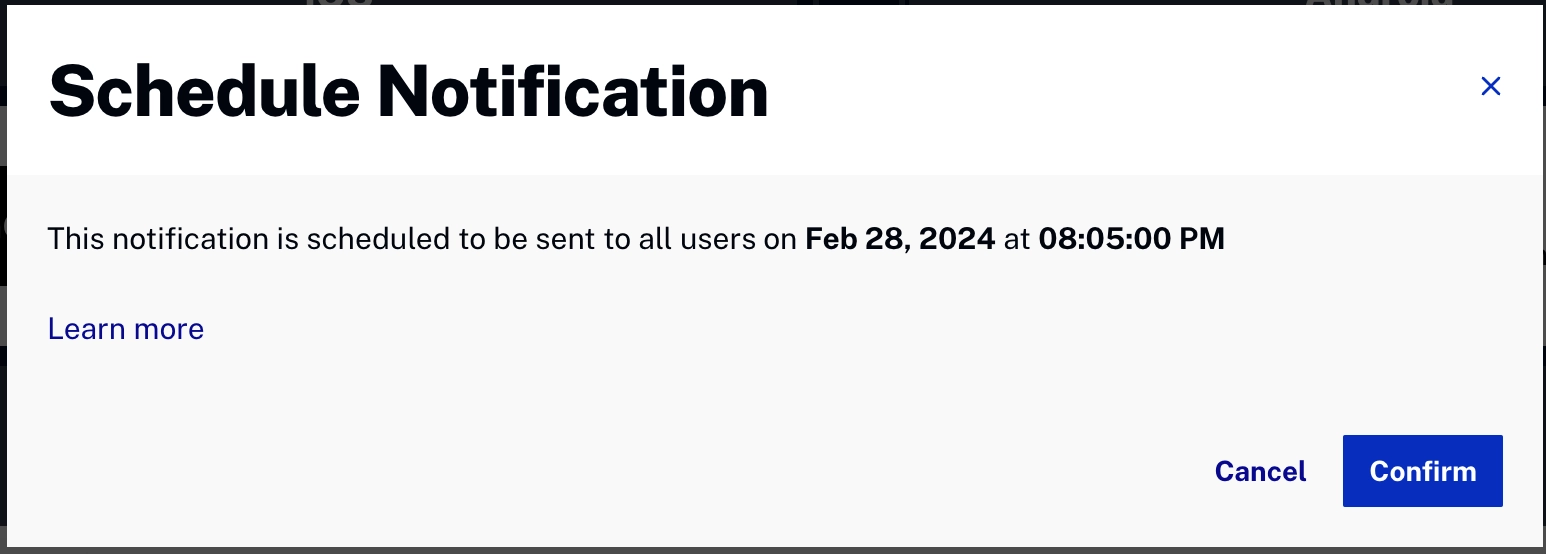 Schedule Notification
This notification is scheduled to be sent to all users on Feb 28, 2024 at 08:05:00 PM
Learn more
Cancel Confirm